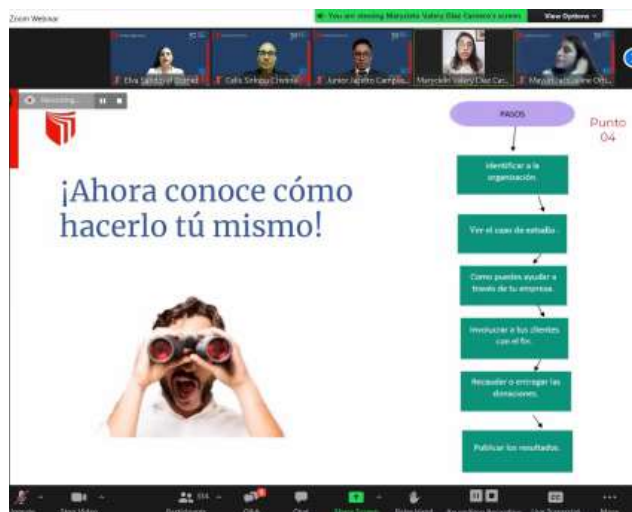 Zoom Webinar
You are viewing Maryclein Valery Diaz Carrero's screen
View Options
Recording...
PASOS
Punto
04
Identificar a la
organización.
¡Ahora conoce cómo
hacerlo tú mismo!
Ver el caso de estudio.
Como puedes ayudar a
través de tu empresa.
Involucrar a tus clientes
con el fin.
Recaudar o entregar las
donaciones.
Publicar los resultados.